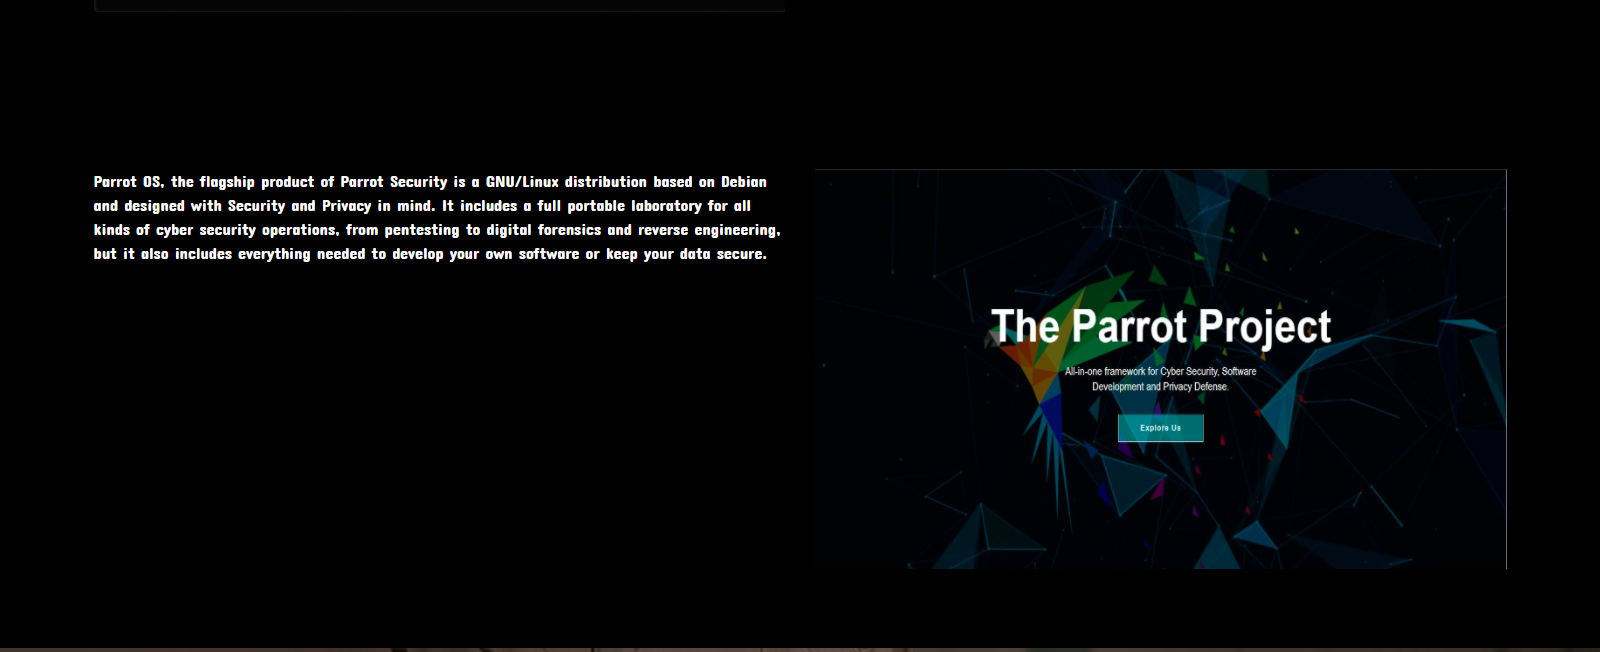 Parrot OS, the flagship product of Parrot Security is a GNU/Linux distribution based on Debian
and designed with Security and Privacy in mind. It includes a full portable laboratory for all
kinds of cyber security operations, from pentesting to digital forensics and reverse engineering,
but it also includes everything needed to develop your own software or keep your data secure.
The Parrot Project
All-in-one framework for Cyber Security, Software
Development and Privacy Defense.
Explore Us